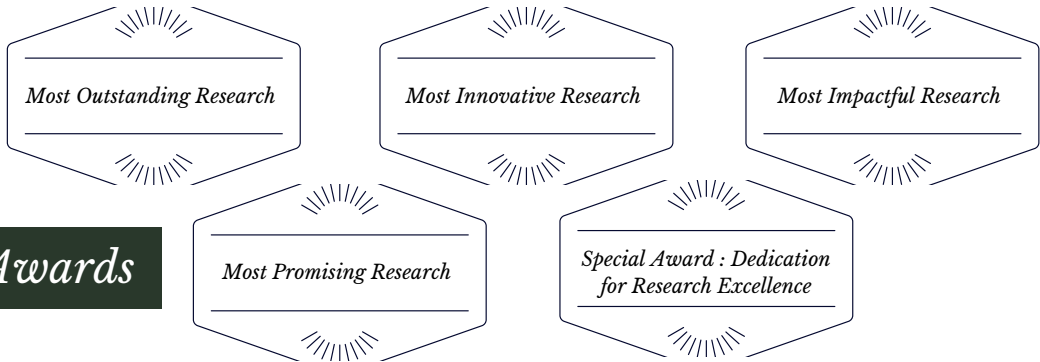 Most Outstanding Research
Most Innovative Research
Most Impactful Research
Awards
Most Promising Research
Special Award : Dedication
for Research Excellence